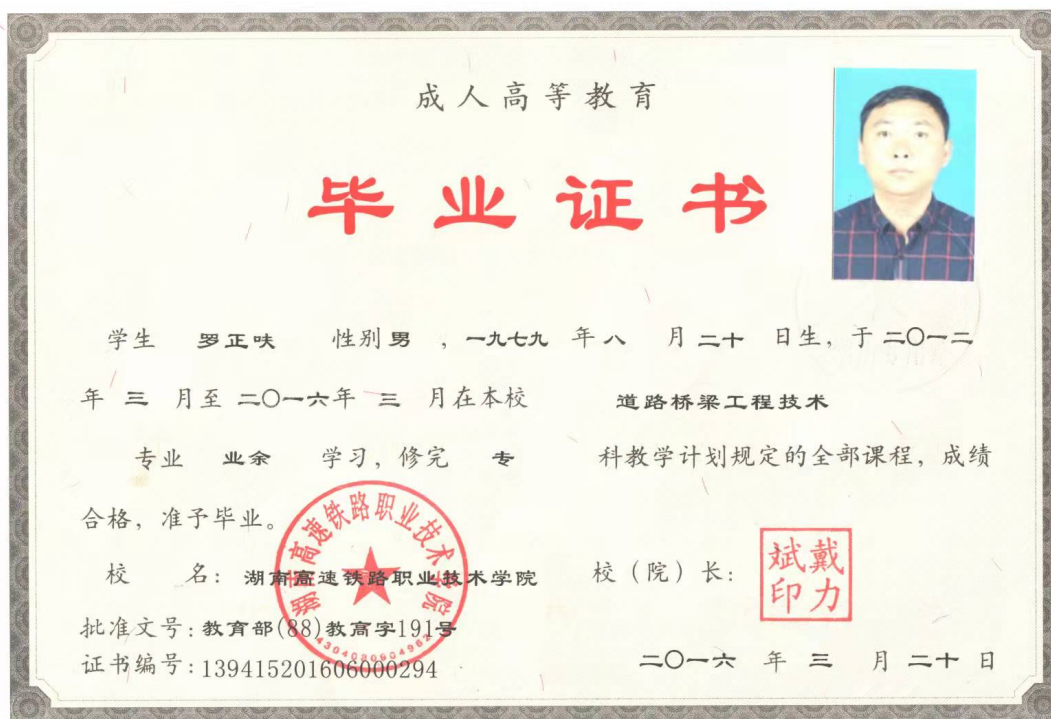 成人高等教育
毕业证书
学生 罗正呋 性别 男 ，一九七九 年 八 月 二十 日生，于 二〇一二
年 三 月至 二〇一六年 三 月在本校 道路桥梁工程技术
专业 业余 学习，修完 专 科教学计划规定的全部课程，成绩
合格，准予毕业。
校 名：湖南高速铁路职业技术学院 校（院）长：
批准文号：教育部(88)教高字191号
证书编号：139415201606000294
二〇一六 年 三 月 二十 日
湖南高速铁路职业技术学院
戴力斌印